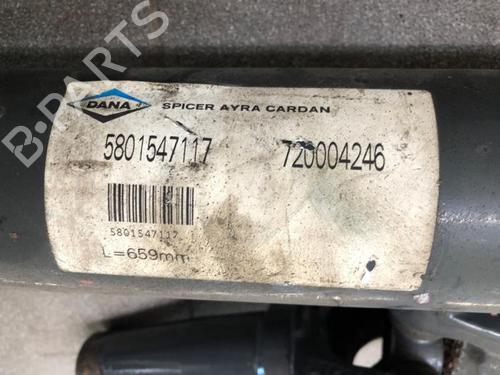 DANA
SPICER AYRA CARDAN
5801547117 720004246
5801547117
L=659mm
B-PARTS